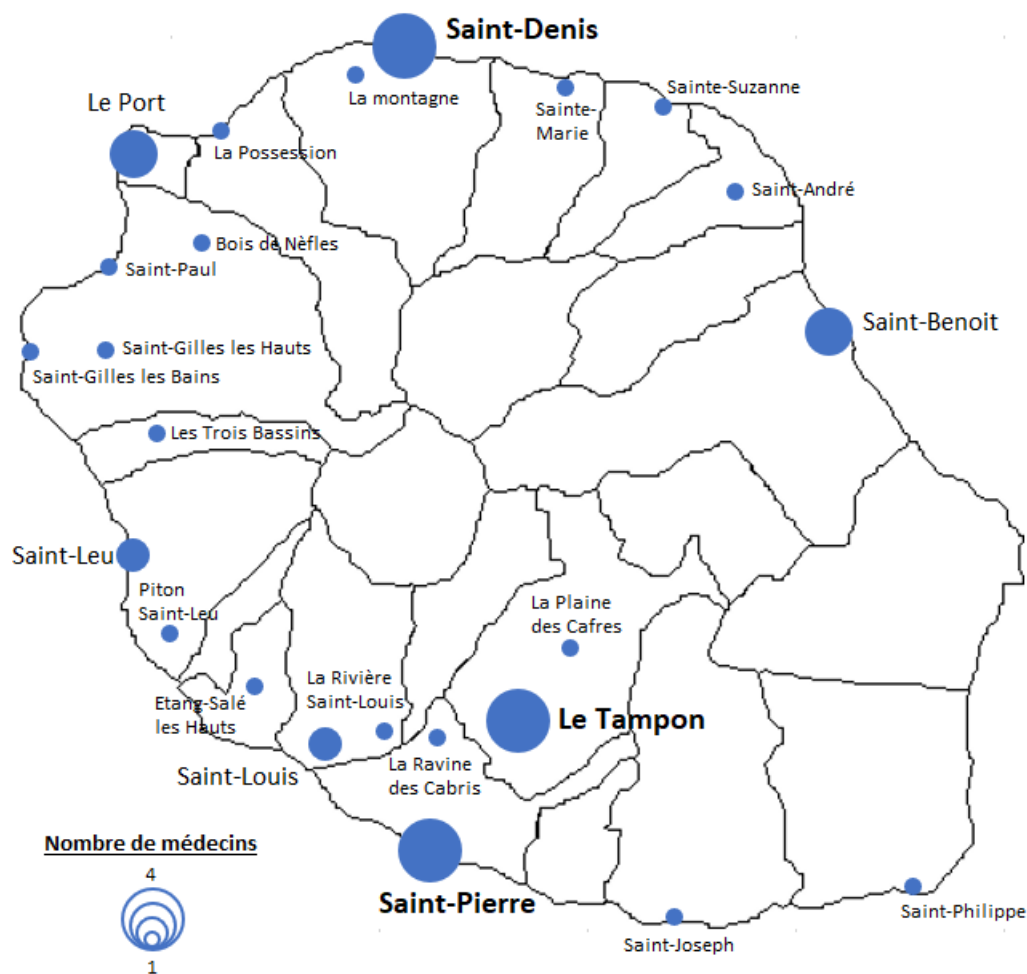 Saint-Denis
La montagne
Sainte-
Marie
Sainte-Suzanne
Le Port
La Possession
Saint-André
Bois de Nèfles
Saint-Paul
Saint-Benoit
Saint-Gilles les Hauts
Saint-Gilles les Bains
Les Trois Bassins
Saint-Leu
Piton
Saint-Leu
La Plaine
des Cafres
Etang-Salé
les Hauts
La Rivière
Saint-Louis
Le Tampon
Saint-Louis
La Ravine
des Cabris
Nombre de médecins
4
1
Saint-Pierre
Saint-Joseph
Saint-Philippe